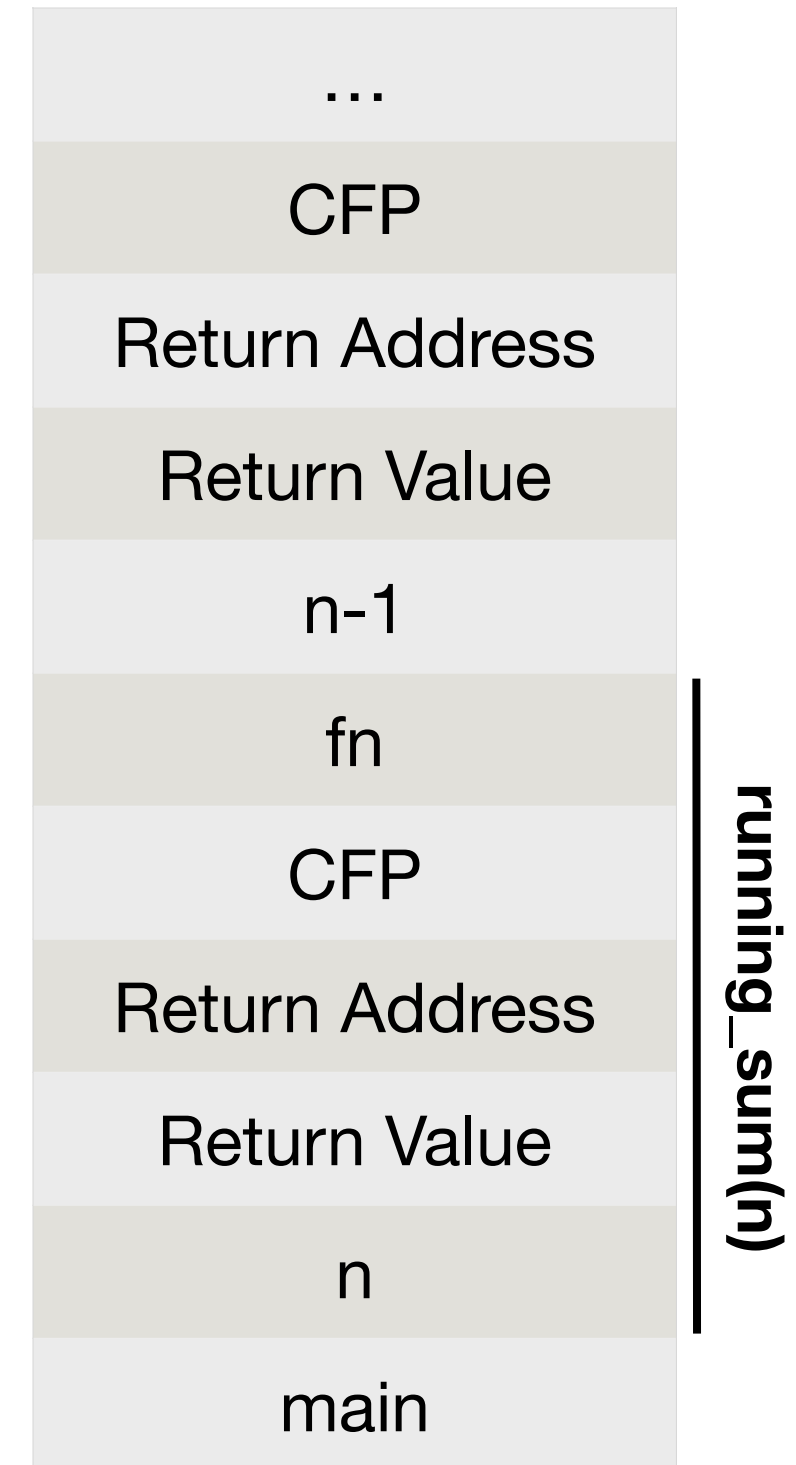 ...
CFP
Return Address
Return Value
n-1
fn
CFP
Return Address
Return Value
n
main
running_sum(n)